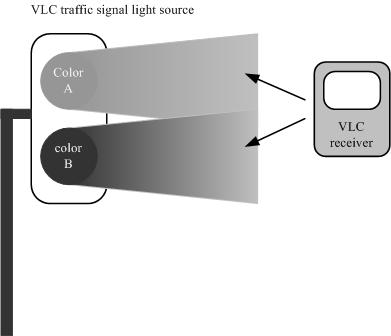 VLC traffic signal light source
Color
A
color
B
VLC
receiver